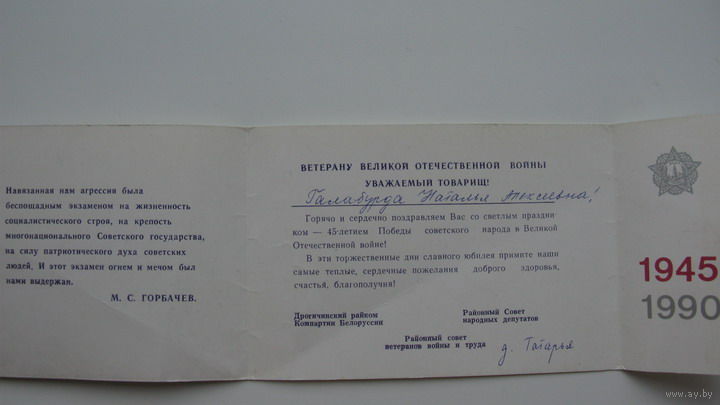 Навязанная нам агрессия была
беспощадным экзаменом на жизненность
социалистического строя, на крепость
многонационального Советского государства,
на силу патриотического духа советских
людей. И этот экзамен огнем и мечом был
нами выдержан.
М. С. ГОРБАЧЕВ.
ВЕТЕРАНУ ВЕЛИКОЙ ОТЕЧЕСТВЕННОЙ ВОЙНЫ
УВАЖАЕМЫЙ ТОВАРИЩ!
Галабурда Наталья Алексеевна!
Горячо и сердечно поздравляем Вас со светлым праздни-
ком — 45-летием Победы советского народа в Великой
Отечественной войне!
В эти торжественные дни славного юбилея примите наши
самые теплые, сердечные пожелания доброго здоровья,
счастья, благополучия!
Дрогичинский райком
Компартии Белоруссии
Районный Совет
народных депутатов
Районный совет
ветеранов войны и труда
д. Татарья
1945
1990
www.ay.by